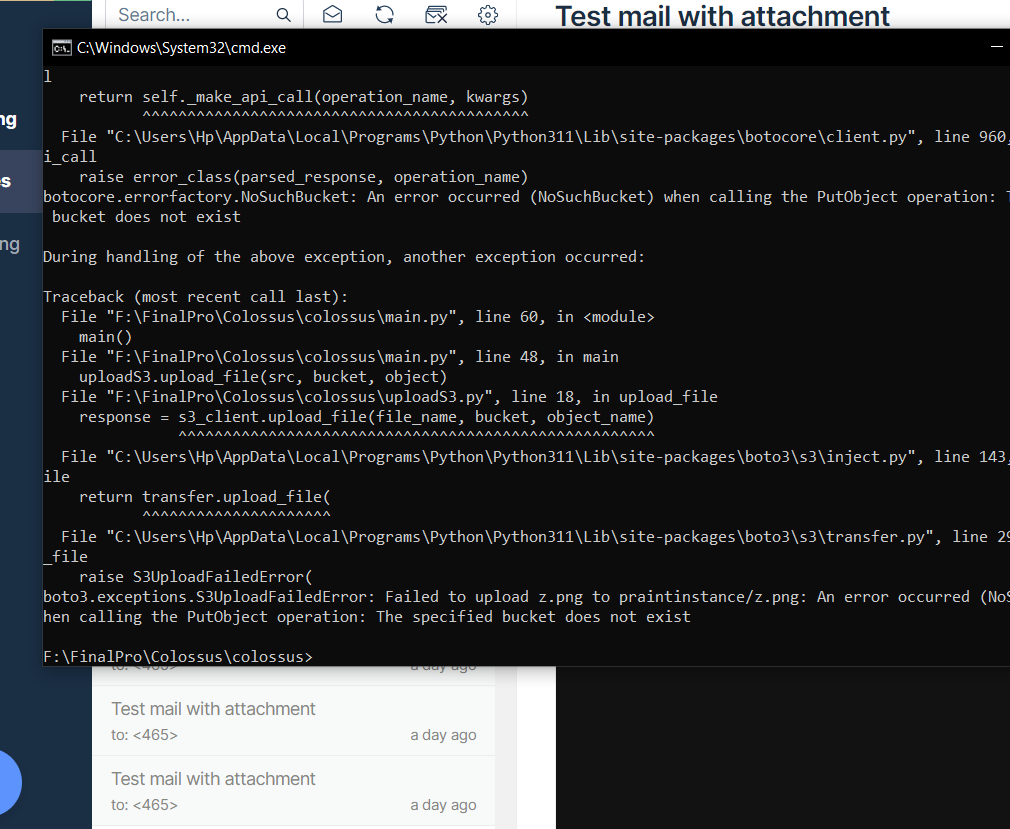 Search...
Test mail with attachment
C:\Windows\System32\cmd.exe
l
return self._make_api_call(operation_name, kwargs)
^^^^^^^^^^^^^^^^^^^^^^^^^^^^^^^^^^^^^^^^^^^
File "C:\Users\Hp\AppData\Local\Programs\Python\Python311\Lib\site-packages\botocore\client.py", line 960,
i_call
raise error_class(parsed_response, operation_name)
botocore.errorfactory.NoSuchBucket: An error occurred (NoSuchBucket) when calling the PutObject operation:
bucket does not exist
During handling of the above exception, another exception occurred:
Traceback (most recent call last):
File "F:\FinalPro\Colossus\colossus\main.py", line 60, in <module>
main()
File "F:\FinalPro\Colossus\colossus\main.py", line 48, in main
uploadS3.upload_file(src, bucket, object)
File "F:\FinalPro\Colossus\colossus\uploadS3.py", line 18, in upload_file
response = s3_client.upload_file(file_name, bucket, object_name)
^^^^^^^^^^^^^^^^^^^^^^^^^^^^^^^^^^^^^^^^^^^^^^^^^^^^^
File "C:\Users\Hp\AppData\Local\Programs\Python\Python311\Lib\site-packages\boto3\s3\inject.py", line 143,
ile
return transfer.upload_file(
^^^^^^^^^^^^^^^^^^^^^
File "C:\Users\Hp\AppData\Local\Programs\Python\Python311\Lib\site-packages\boto3\s3\transfer.py", line 29
_file
raise S3UploadFailedError(
boto3.exceptions.S3UploadFailedError: Failed to upload z.png to praintinstance/z.png: An error occurred (NoS
hen calling the PutObject operation: The specified bucket does not exist
F:\FinalPro\Colossus\colossus>
ng
s
ng
to: <465>
a day ago
Test mail with attachment
to: <465>
a day ago
Test mail with attachment
to: <465>
a day ago